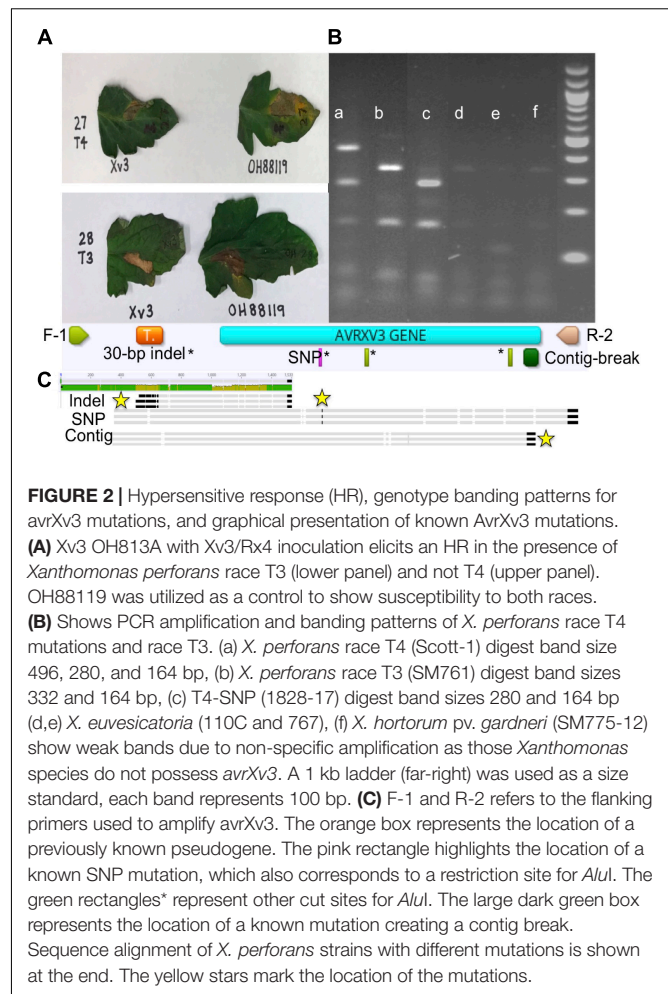 A
B
27
T4
Xv3
OH88119
28
T3
Xv3
OH88119
a
b
c
d
e
f
F-1
T.
AVRXV3 GENE
R-2
30-bp indel*
SNP*
*
*
Contig-break
C
Indel
SNP
Contig
FIGURE 2 | Hypersensitive response (HR), genotype banding patterns for
avrXv3 mutations, and graphical presentation of known AvrXv3 mutations.
(A) Xv3 OH813A with Xv3/Rx4 inoculation elicits an HR in the presence of
Xanthomonas perforans race T3 (lower panel) and not T4 (upper panel).
OH88119 was utilized as a control to show susceptibility to both races.
(B) Shows PCR amplification and banding patterns of X. perforans race T4
mutations and race T3. (a) X. perforans race T4 (Scott-1) digest band size
496, 280, and 164 bp, (b) X. perforans race T3 (SM761) digest band sizes
332 and 164 bp, (c) T4-SNP (1828-17) digest band sizes 280 and 164 bp
(d,e) X. euvesicatoria (110C and 767), (f) X. hortorum pv. gardneri (SM775-12)
show weak bands due to non-specific amplification as those Xanthomonas
species do not possess avrXv3. A 1 kb ladder (far-right) was used as a size
standard, each band represents 100 bp. (C) F-1 and R-2 refers to the flanking
primers used to amplify avrXv3. The orange box represents the location of a
previously known pseudogene. The pink rectangle highlights the location of a
known SNP mutation, which also corresponds to a restriction site for AluI. The
green rectangles* represent other cut sites for AluI. The large dark green box
represents the location of a known mutation creating a contig break.
Sequence alignment of X. perforans strains with different mutations is shown
at the end. The yellow stars mark the location of the mutations.